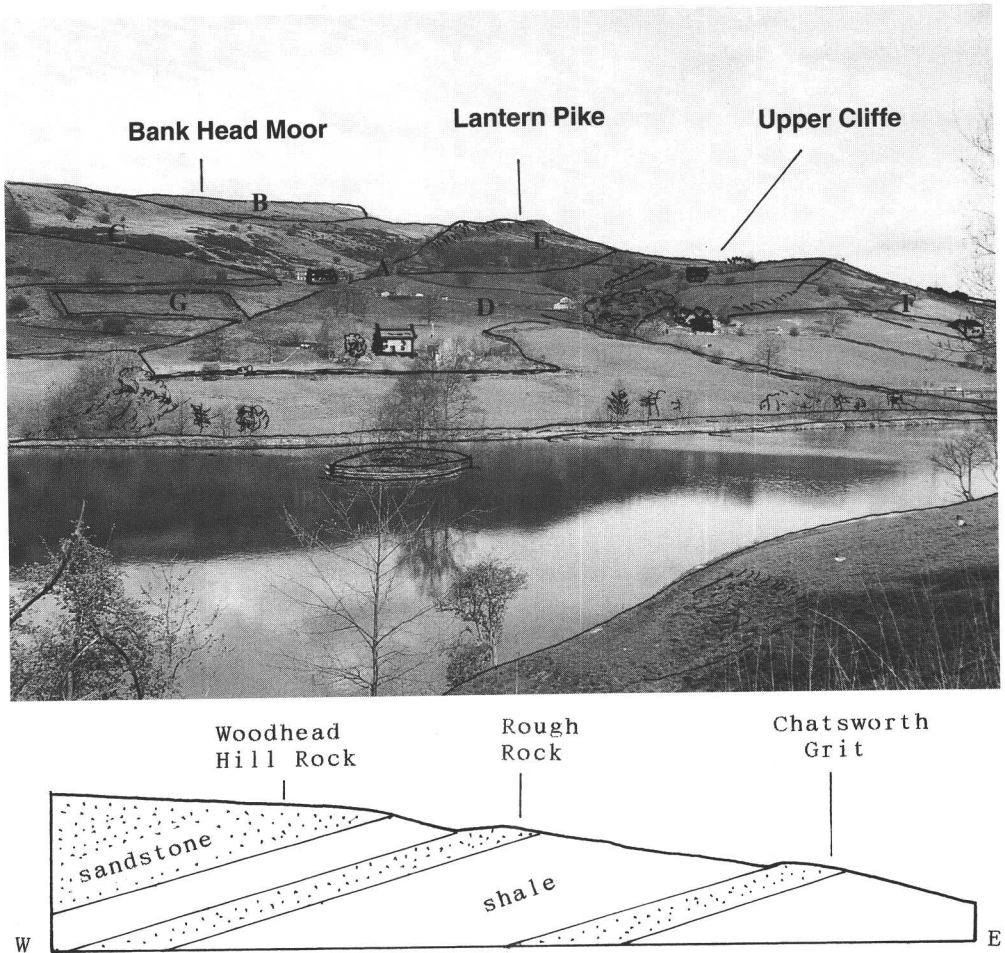 Bank Head Moor
Lantern Pike
Upper Cliffe
B
C
E
A
G
D
F
Woodhead
Hill Rock
Rough
Rock
Chatsworth
Grit
sandstone
shale
W
E